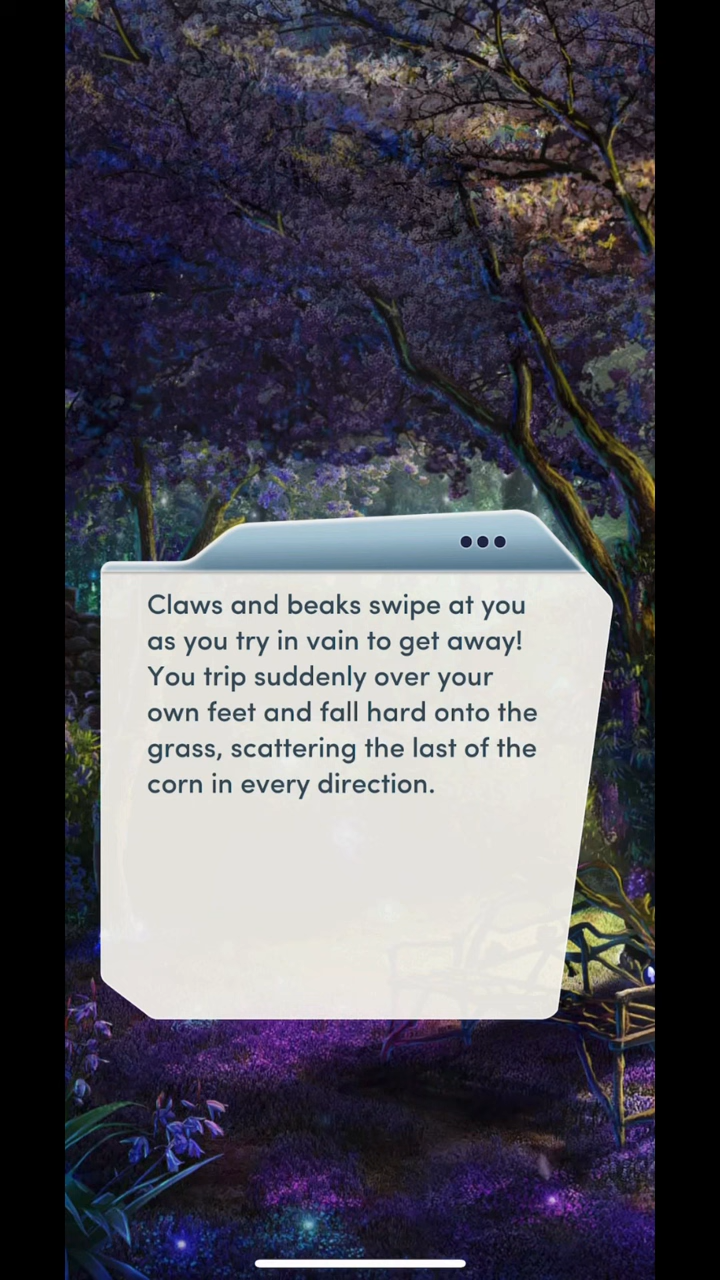 Claws and beaks swipe at you
as you try in vain to get away!
You trip suddenly over your
own feet and fall hard onto the
grass, scattering the last of the
corn in every direction.